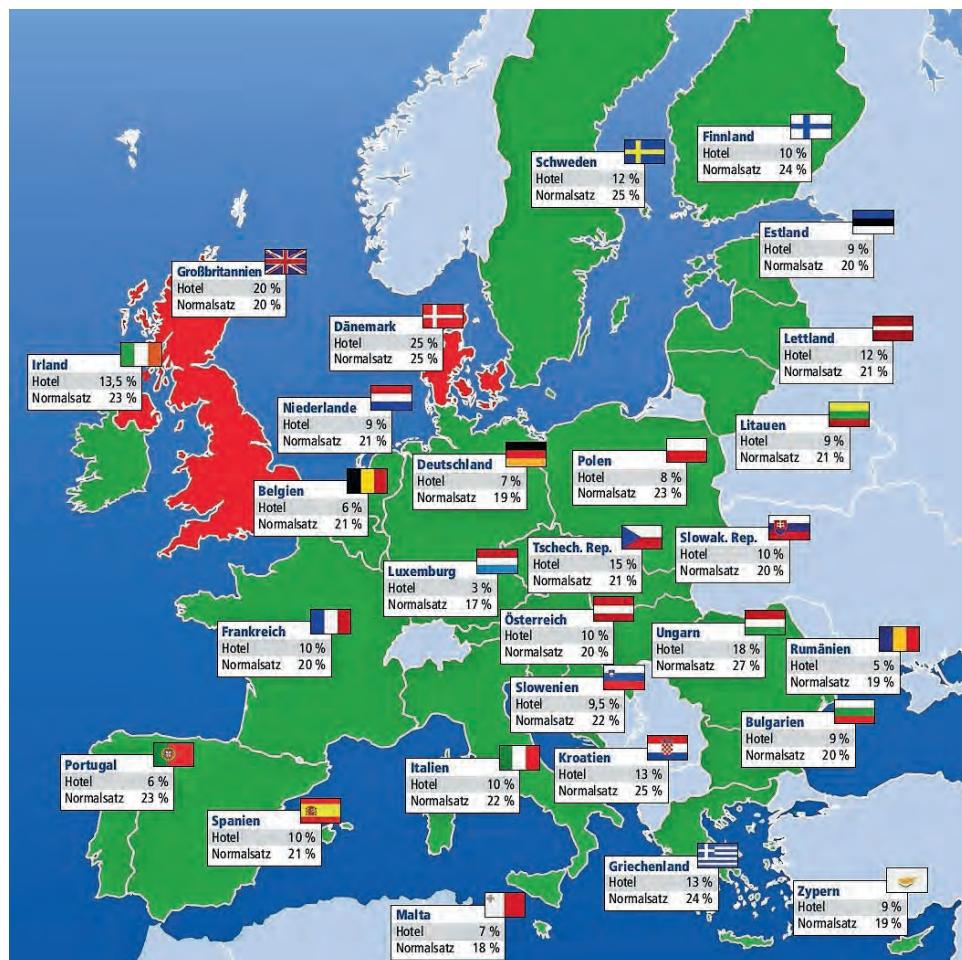 Finnland
Hotel 10 %
Normalsatz 24 %
Schweden
Hotel 12 %
Normalsatz 25 %
Estland
Hotel 9 %
Normalsatz 20 %
Großbritannien
Hotel 20 %
Normalsatz 20 %
Dänemark
Hotel 25 %
Normalsatz 25 %
Lettland
Hotel 12 %
Normalsatz 21 %
Irland
Hotel 13,5 %
Normalsatz 23 %
Niederlande
Hotel 9 %
Normalsatz 21 %
Litauen
Hotel 9 %
Normalsatz 21 %
Deutschland
Hotel 7 %
Normalsatz 19 %
Polen
Hotel 8 %
Normalsatz 23 %
Belgien
Hotel 6 %
Normalsatz 21 %
Slowak. Rep.
Hotel 10 %
Normalsatz 20 %
Tschech. Rep.
Hotel 15 %
Normalsatz 21 %
Luxemburg
Hotel 3 %
Normalsatz 17 %
Österreich
Hotel 10 %
Normalsatz 20 %
Frankreich
Hotel 10 %
Normalsatz 20 %
Ungarn
Hotel 18 %
Normalsatz 27 %
Rumänien
Hotel 5 %
Normalsatz 19 %
Slowenien
Hotel 9,5 %
Normalsatz 22 %
Bulgarien
Hotel 9 %
Normalsatz 20 %
Portugal
Hotel 6 %
Normalsatz 23 %
Italien
Hotel 10 %
Normalsatz 22 %
Kroatien
Hotel 13 %
Normalsatz 25 %
Spanien
Hotel 10 %
Normalsatz 21 %
Griechenland
Hotel 13 %
Normalsatz 24 %
Zypern
Hotel 9 %
Normalsatz 19 %
Malta
Hotel 7 %
Normalsatz 18 %